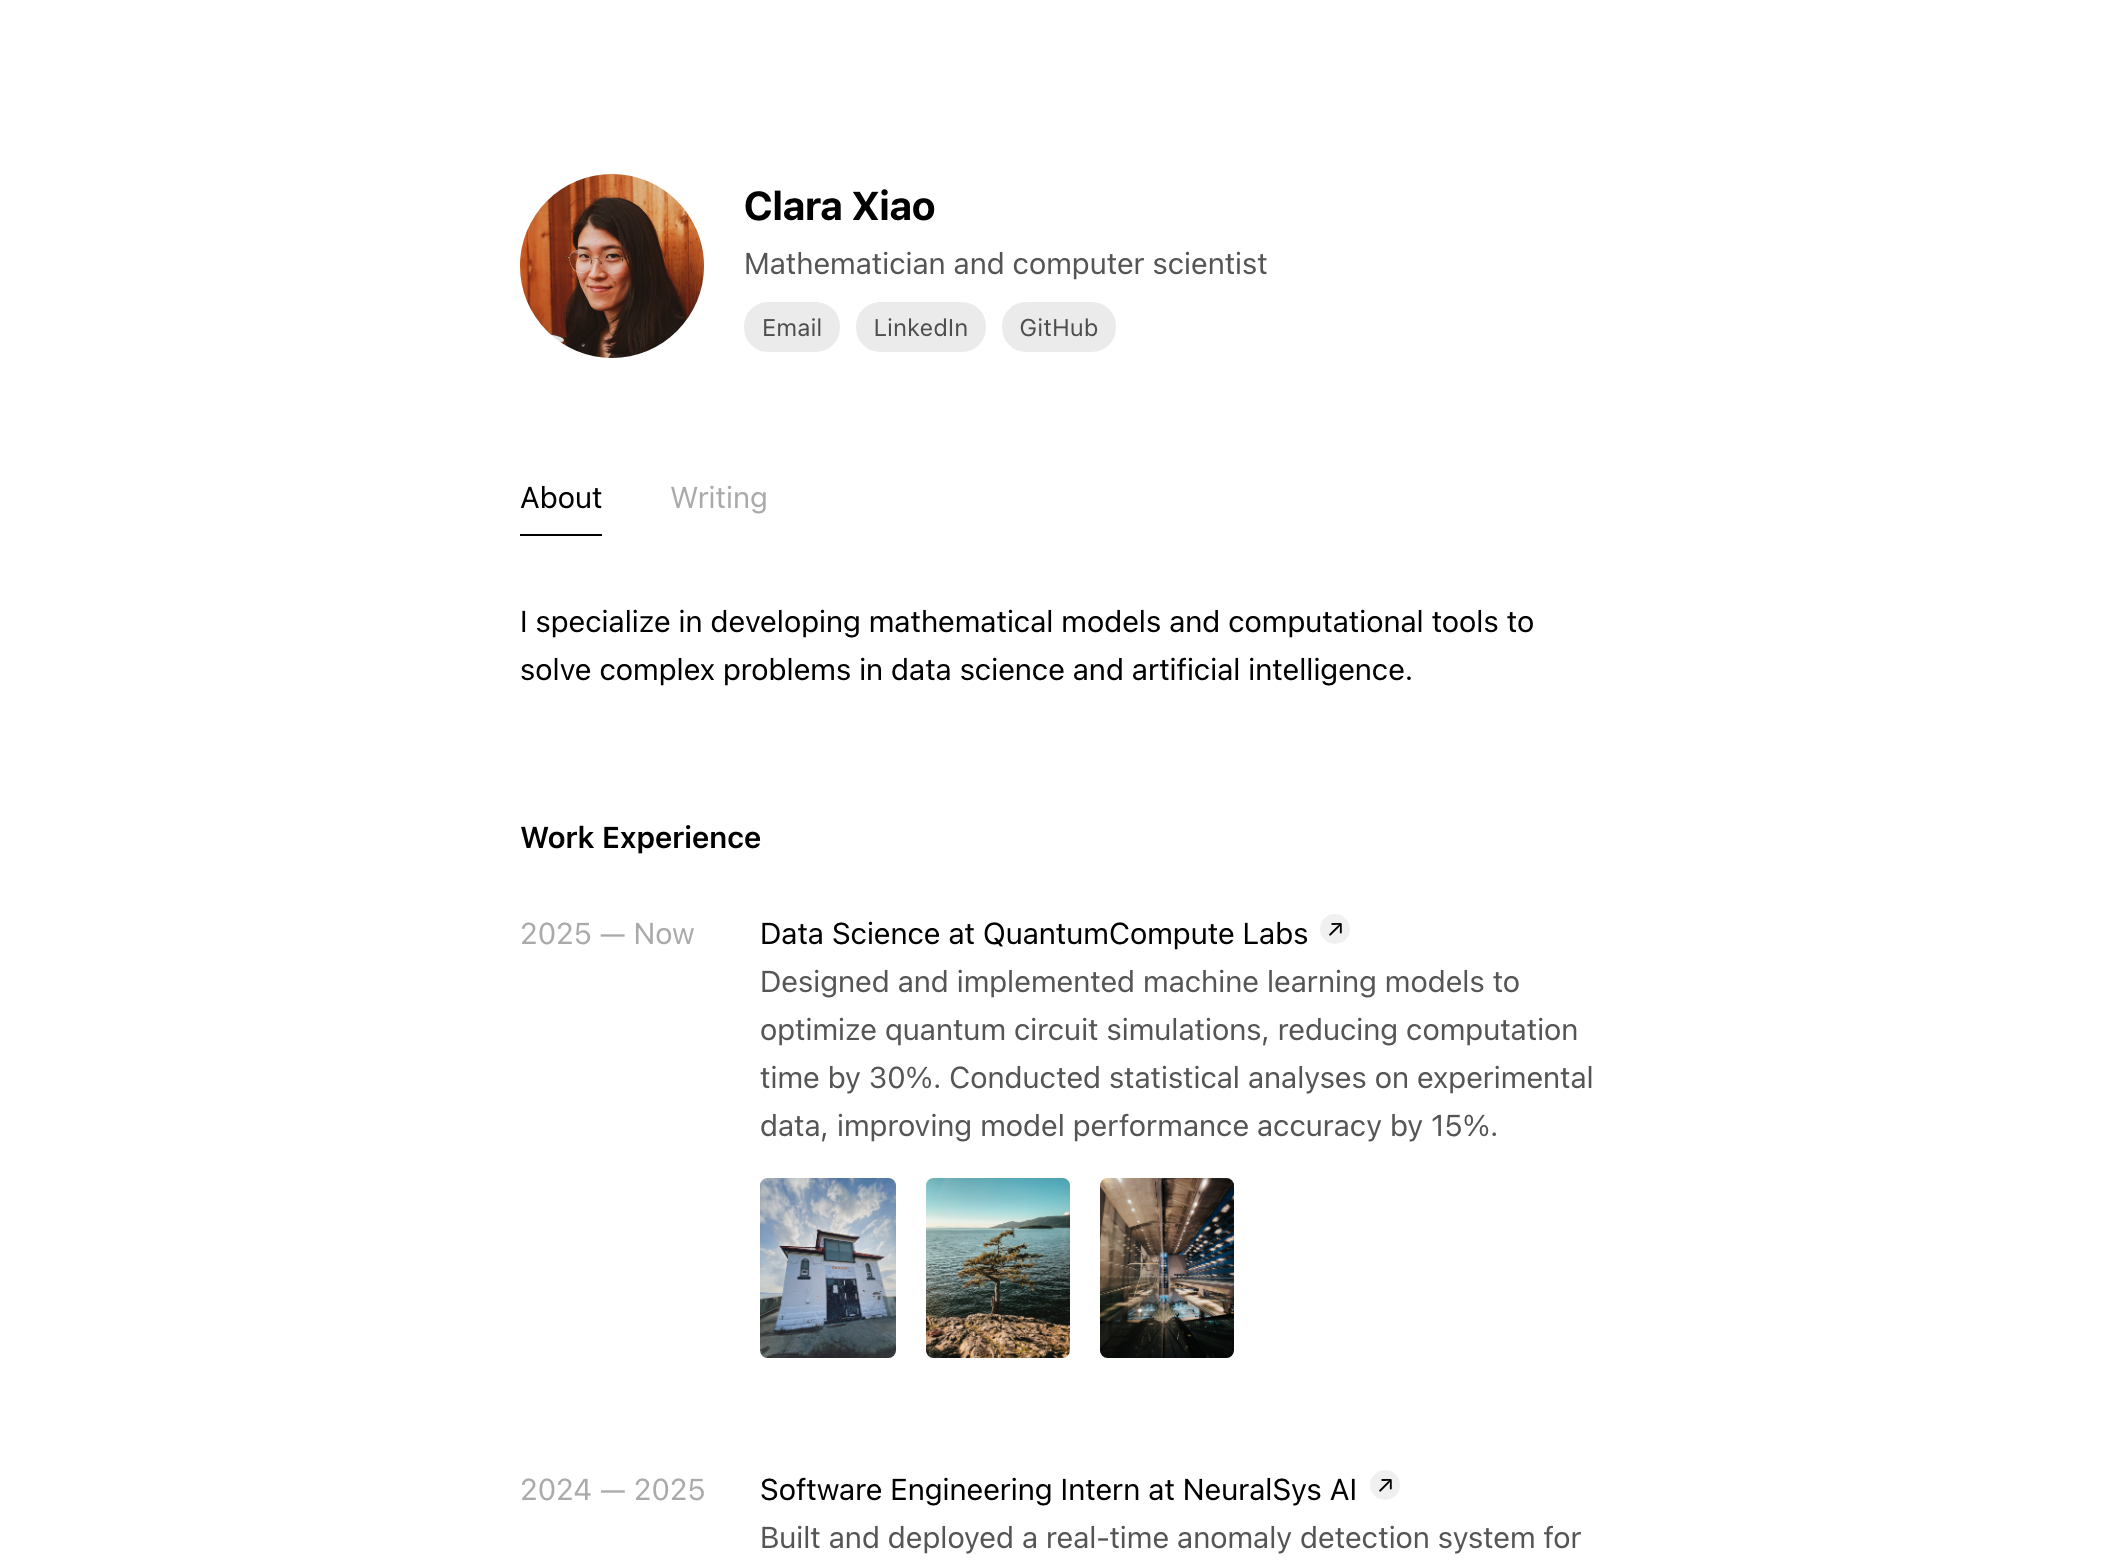 Clara Xiao
Mathematician and computer scientist
Email LinkedIn GitHub
About Writing
I specialize in developing mathematical models and computational tools to
solve complex problems in data science and artificial intelligence.
Work Experience
2025 — Now
Data Science at QuantumCompute Labs
Designed and implemented machine learning models to
optimize quantum circuit simulations, reducing computation
time by 30%. Conducted statistical analyses on experimental
data, improving model performance accuracy by 15%.
2024 — 2025
Software Engineering Intern at NeuralSys AI
Built and deployed a real-time anomaly detection system for